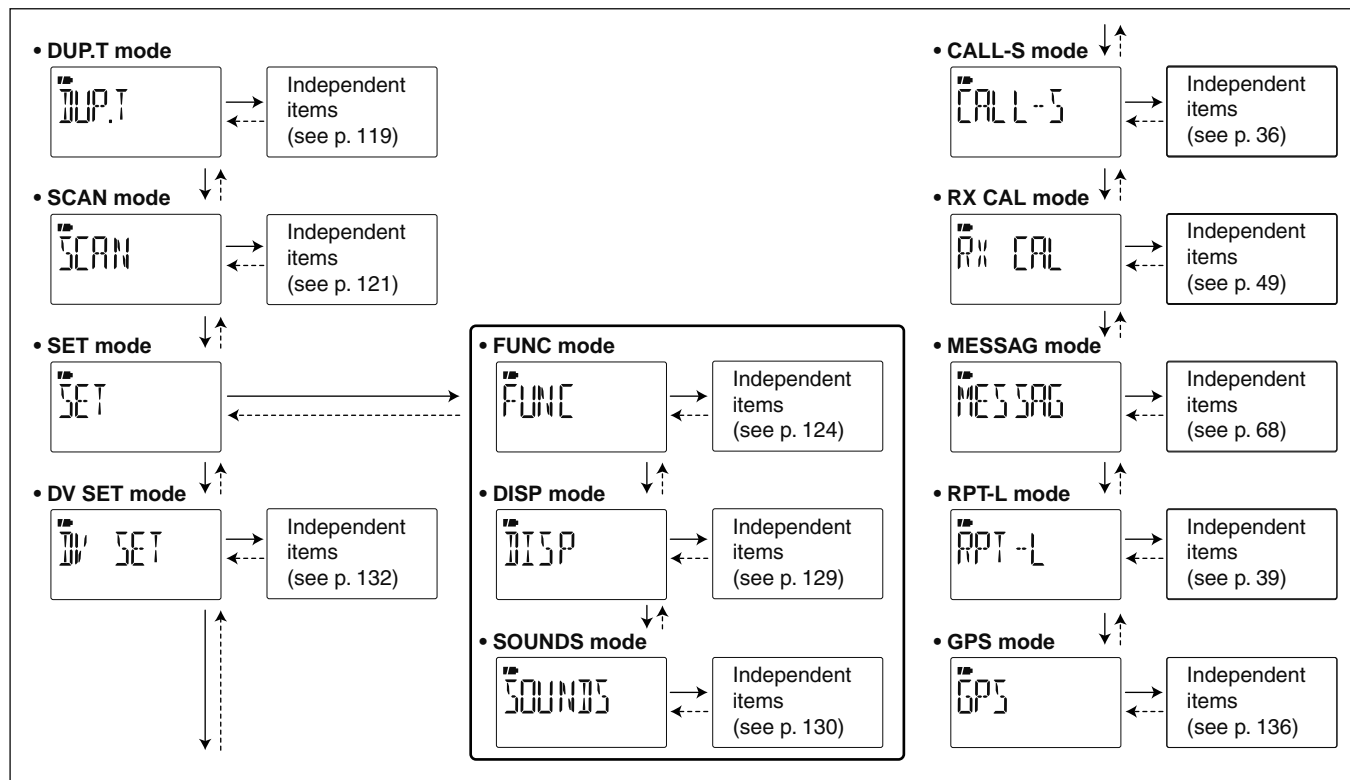 • DUP.T mode
DUP.T
Independent
items
(see p. 119)
• SCAN mode
SCAN
Independent
items
(see p. 121)
• SET mode
SET
• DV SET mode
DV SET
Independent
items
(see p. 132)
• FUNC mode
FUNC
Independent
items
(see p. 124)
• DISP mode
DISP
Independent
items
(see p. 129)
• SOUNDS mode
SOUNDS
Independent
items
(see p. 130)
• CALL-S mode
CALL-S
Independent
items
(see p. 36)
• RX CAL mode
RX CAL
Independent
items
(see p. 49)
• MESSAG mode
MESSAG
Independent
items
(see p. 68)
• RPT-L mode
RPT-L
Independent
items
(see p. 39)
• GPS mode
GPS
Independent
items
(see p. 136)